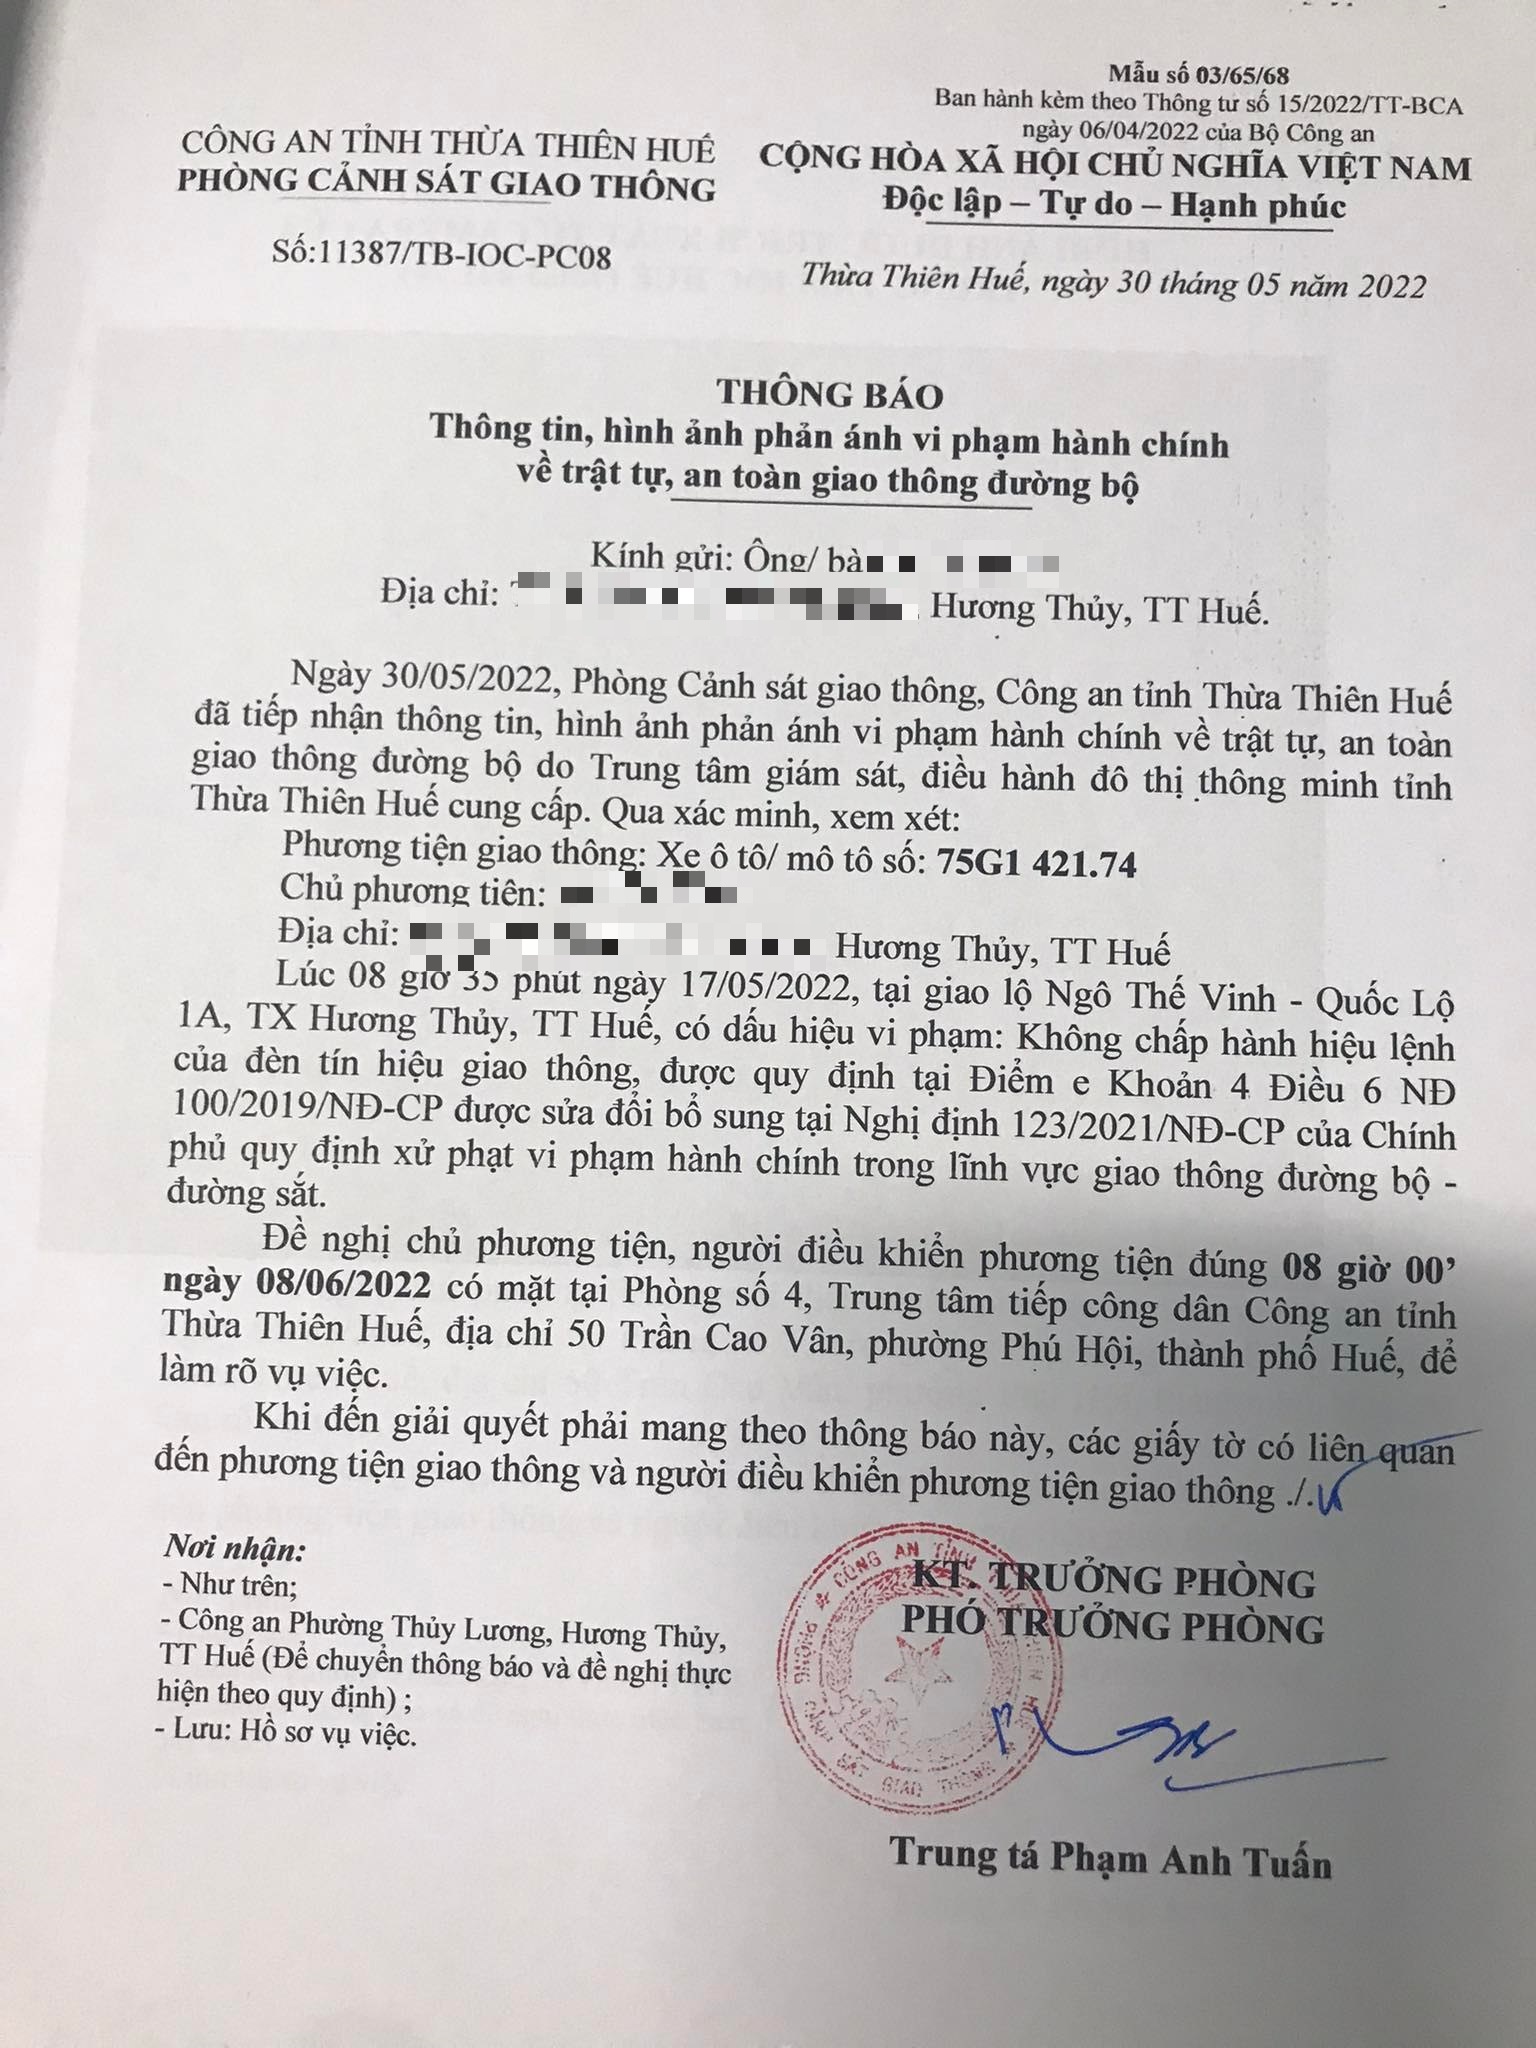 Mẫu số 03/65/68
Ban hành kèm theo Thông tư số 15/2022/TT-BCA
ngày 06/04/2022 của Bộ Công an
CÔNG AN TỈNH THỪA THIÊN HUẾ
PHÒNG CẢNH SÁT GIAO THÔNG
CỘNG HÒA XÃ HỘI CHỦ NGHĨA VIỆT NAM
Độc lập – Tự do – Hạnh phúc
Số:11387/TB-IOC-PC08
Thừa Thiên Huế, ngày 30 tháng 05 năm 2022
THÔNG BÁO
Thông tin, hình ảnh phản ánh vi phạm hành chính
về trật tự, an toàn giao thông đường bộ
Kính gửi: Ông/ bà
Địa chỉ: Hương Thủy, TT Huế.
Ngày 30/05/2022, Phòng Cảnh sát giao thông, Công an tỉnh Thừa Thiên Huế
đã tiếp nhận thông tin, hình ảnh phản ánh vi phạm hành chính về trật tự, an toàn
giao thông đường bộ do Trung tâm giám sát, điều hành đô thị thông minh tỉnh
Thừa Thiên Huế cung cấp. Qua xác minh, xem xét:
Phương tiện giao thông: Xe ô tô/ mô tô số: 75G1 421.74
Chủ phương tiện:
Địa chỉ: Hương Thủy, TT Huế
Lúc 08 giờ 35 phút ngày 17/05/2022, tại giao lộ Ngô Thế Vinh - Quốc Lộ
1A, TX Hương Thủy, TT Huế, có dấu hiệu vi phạm: Không chấp hành hiệu lệnh
của đèn tín hiệu giao thông, được quy định tại Điểm e Khoản 4 Điều 6 NĐ
100/2019/NĐ-CP được sửa đổi bổ sung tại Nghị định 123/2021/NĐ-CP của Chính
phủ quy định xử phạt vi phạm hành chính trong lĩnh vực giao thông đường bộ -
đường sắt.
Đề nghị chủ phương tiện, người điều khiển phương tiện đúng 08 giờ 00’
ngày 08/06/2022 có mặt tại Phòng số 4, Trung tâm tiếp công dân Công an tỉnh
Thừa Thiên Huế, địa chỉ 50 Trần Cao Vân, phường Phú Hội, thành phố Huế, để
làm rõ vụ việc.
Khi đến giải quyết phải mang theo thông báo này, các giấy tờ có liên quan
đến phương tiện giao thông và người điều khiển phương tiện giao thông ./.
Nơi nhận:
- Như trên;
- Công an Phường Thủy Lương, Hương Thủy,
TT Huế (Để chuyển thông báo và đề nghị thực
hiện theo quy định) ;
- Lưu: Hồ sơ vụ việc.
KT. TRƯỞNG PHÒNG
PHÓ TRƯỞNG PHÒNG
Trung tá Phạm Anh Tuấn